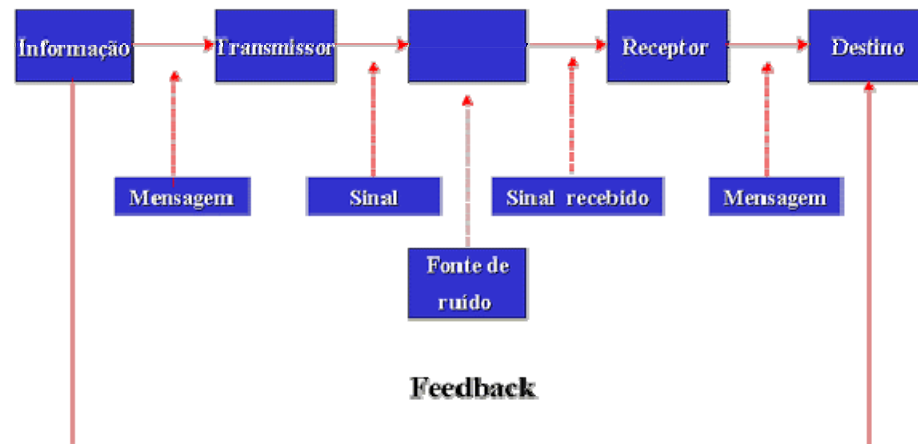 Informação
Transmissor
Receptor
Destino
Mensagem
Sinal
Sinal recebido
Mensagem
Fonte de
ruído
Feedback